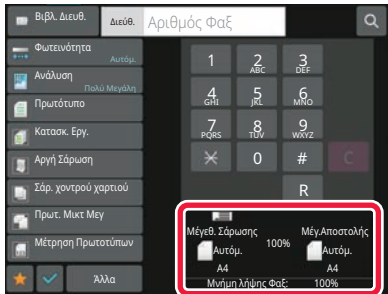 Βιβλ. Διευθ.
Διεύθ. Αριθμός Φαξ
Φωτεινότητα
Αυτόμ.
Ανάλυση
Πολύ Μεγάλη
Πρωτότυπο
Κατασκ. Εργ.
Αργή Σάρωση
Σάρ. χοντρού χαρτιού
Πρωτ. Μικτ Μεγ
Μέτρηση Πρωτοτύπων
Άλλα
1 2 3
ABC DEF
4 5 6
GHI JKL MNO
7 8 9
PQRS TUV WXYZ
0 # C
R
Μέγεθ. Σάρωσης Μέγ.Αποστολής
Αυτόμ. 100% Αυτόμ.
A4 A4
Μνήμη λήψης Φαξ: 100%